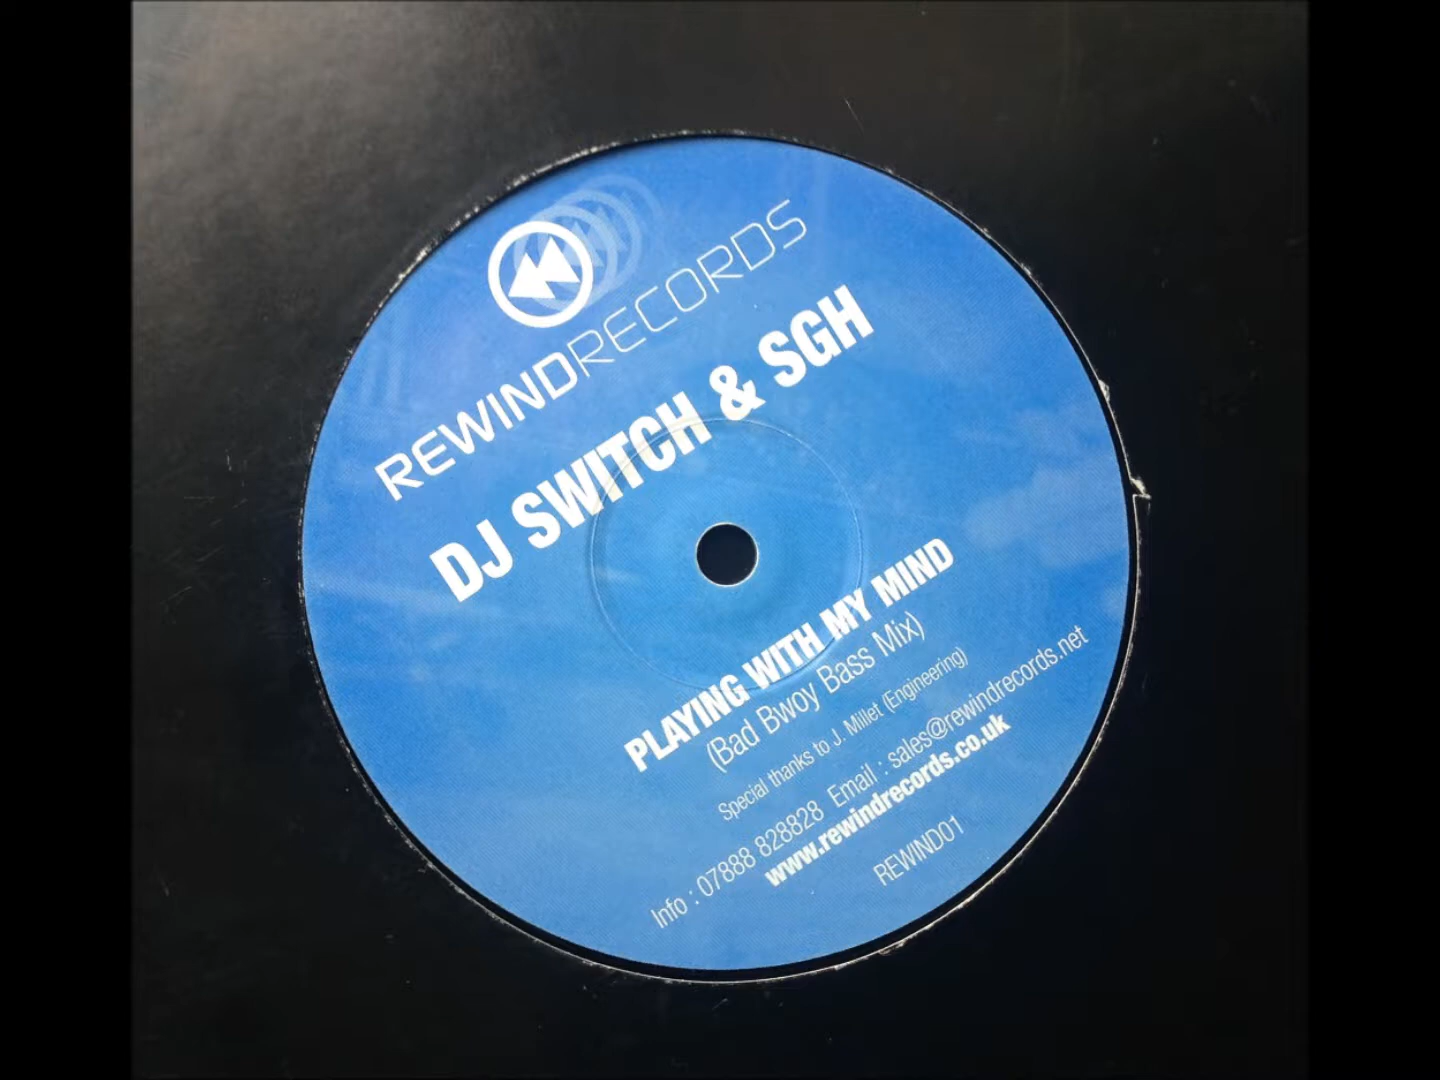 REWINDRECORDS
DJ SWITCH & SGH
PLAYING WITH MY MIND
(Bad Bwoy Bass Mix)
Special thanks to J. Millet (Engineering)
Info : 07888 828828 Email : sales@rewindrecords.net
www.rewindrecords.co.uk
REWIND01